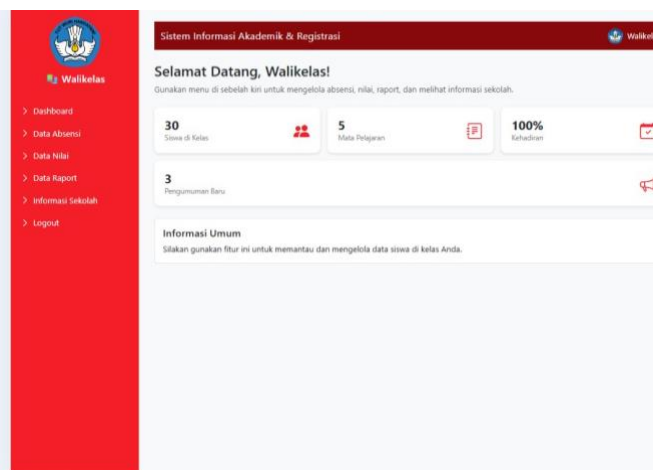 Walikelas
> Dashboard
> Data Absensi
> Data Nilai
> Data Raport
> Informasi Sekolah
> Logout
Sistem Informasi Akademik & Registrasi
Walikel
Selamat Datang, Walikelas!
Gunakan menu di sebelah kiri untuk mengelola absensi, nilai, raport, dan melihat informasi sekolah.
30
Siswa di Kelas
5
Mata Pelajaran
100%
Kehadiran
3
Pengumuman Baru
Informasi Umum
Silakan gunakan fitur ini untuk memantau dan mengelola data siswa di kelas Anda.